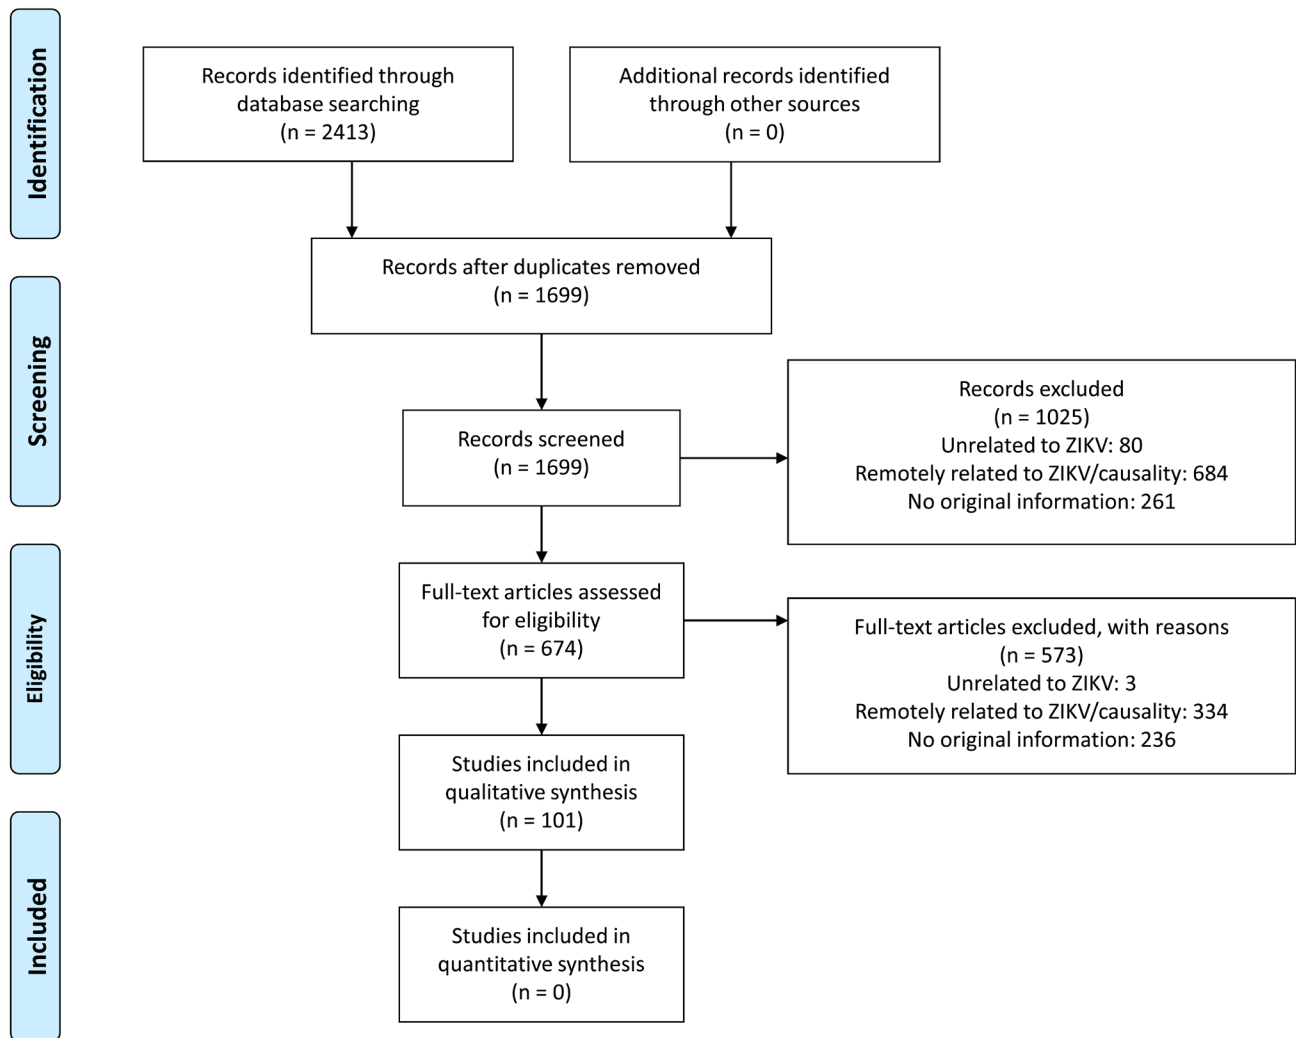 Identification
Records identified through
database searching
(n = 2413)
Additional records identified
through other sources
(n = 0)
Records after duplicates removed
(n = 1699)
Screening
Records screened
(n = 1699)
Records excluded
(n = 1025)
Unrelated to ZIKV: 80
Remotely related to ZIKV/causality: 684
No original information: 261
Eligibility
Full-text articles assessed
for eligibility
(n = 674)
Full-text articles excluded, with reasons
(n = 573)
Unrelated to ZIKV: 3
Remotely related to ZIKV/causality: 334
No original information: 236
Studies included in
qualitative synthesis
(n = 101)
Included
Studies included in
quantitative synthesis
(n = 0)